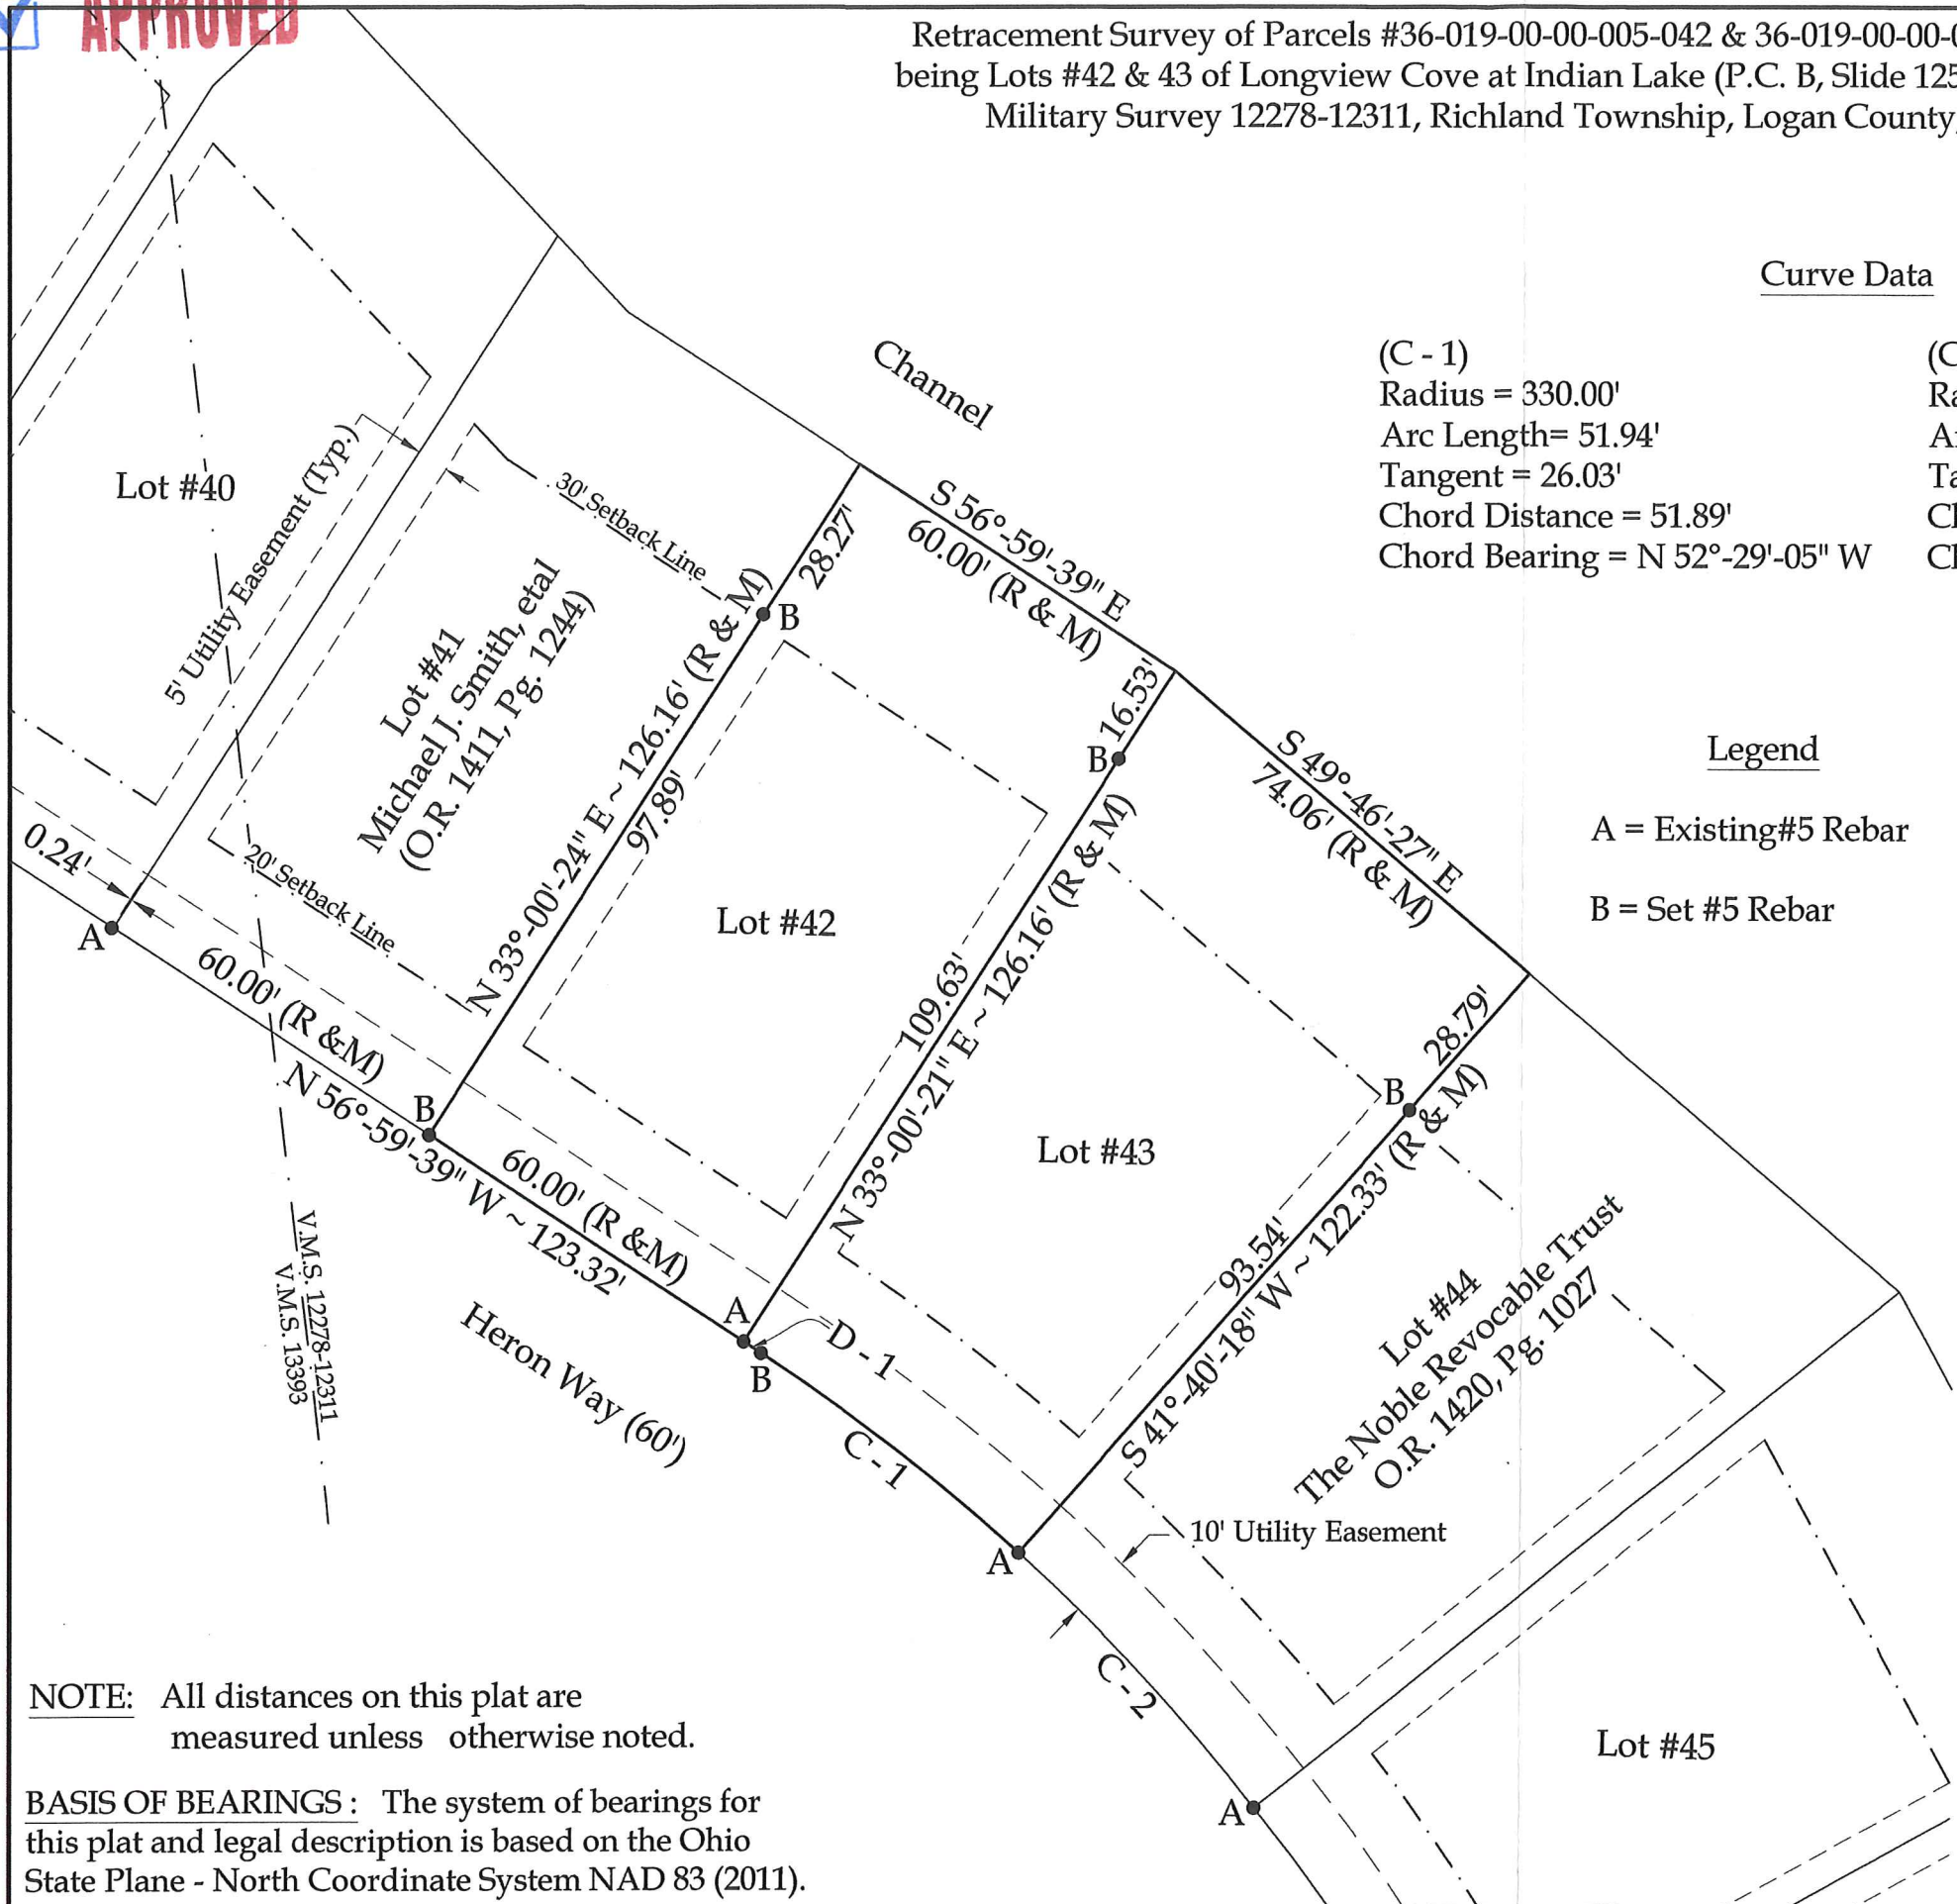 APPROVED
Retracement Survey of Parcels #36-019-00-00-005-042 & 36-019-00-00-
being Lots #42 & 43 of Longview Cove at Indian Lake (P.C. B, Slide 125
Military Survey 12278-12311, Richland Township, Logan County,
Curve Data
(C - 1)
Radius = 330.00'
Arc Length= 51.94'
Tangent = 26.03'
Chord Distance = 51.89'
Chord Bearing = N 52°-29'-05" W
Channel
Lot #40
5' Utility Easement (Typ.)
30' Setback Line
Lot #41
Michael J. Smith, etal
(O.R. 1411, Pg. 1244)
20' Setback Line
0.24'
A
60.00' (R &M)
N 56°-59'-39" W ~ 123.32'
B
N 33°-00'-24" E ~ 126.16' (R & M)
97.89'
28.27'
B
S 56°-59'-39" E
60.00' (R & M)
Lot #42
16.53'
B
109.63'
N 33°-00'-21" E ~ 126.16' (R & M)
60.00' (R &M)
A
B
D - 1
S 49°-46'-27" E
74.06' (R & M)
Lot #43
28.79'
B
93.54'
S 41°-40'-18" W ~ 122.33' (R & M)
C - 1
A
Heron Way (60')
V.M.S. 12278-12311
V.M.S. 13393
Lot #44
The Noble Revocable Trust
O.R. 1420, Pg. 1027
10' Utility Easement
C - 2
A
Lot #45
Legend
A = Existing#5 Rebar
B = Set #5 Rebar
NOTE: All distances on this plat are
measured unless otherwise noted.
BASIS OF BEARINGS : The system of bearings for
this plat and legal description is based on the Ohio
State Plane - North Coordinate System NAD 83 (2011).